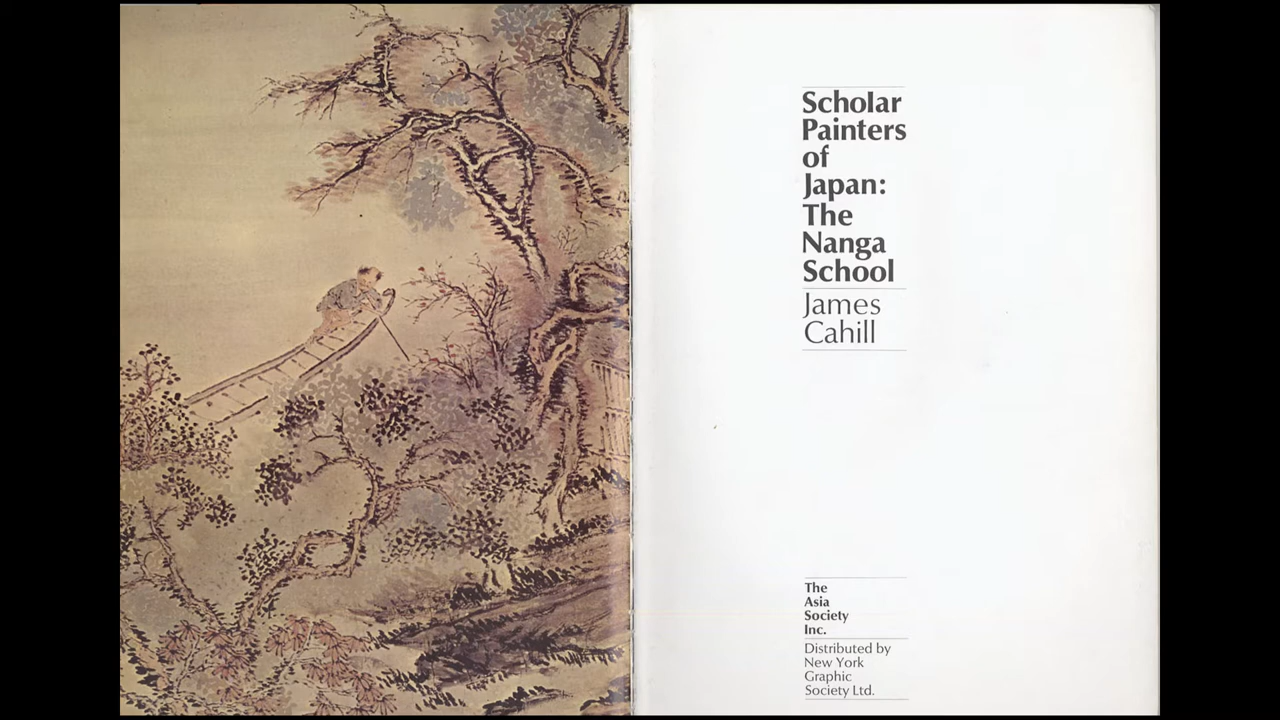 Scholar
Painters
of
Japan:
The
Nanga
School
James
Cahill
The
Asia
Society
Inc.
Distributed by
New York
Graphic
Society Ltd.